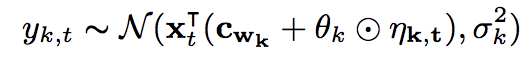 y_{k,t} ∼ 𝒩(𝐱_t^⊺(𝐜_{𝐰_𝐤} + θ_k ⊙ η_{𝐤,𝐭}), σ_k^2)